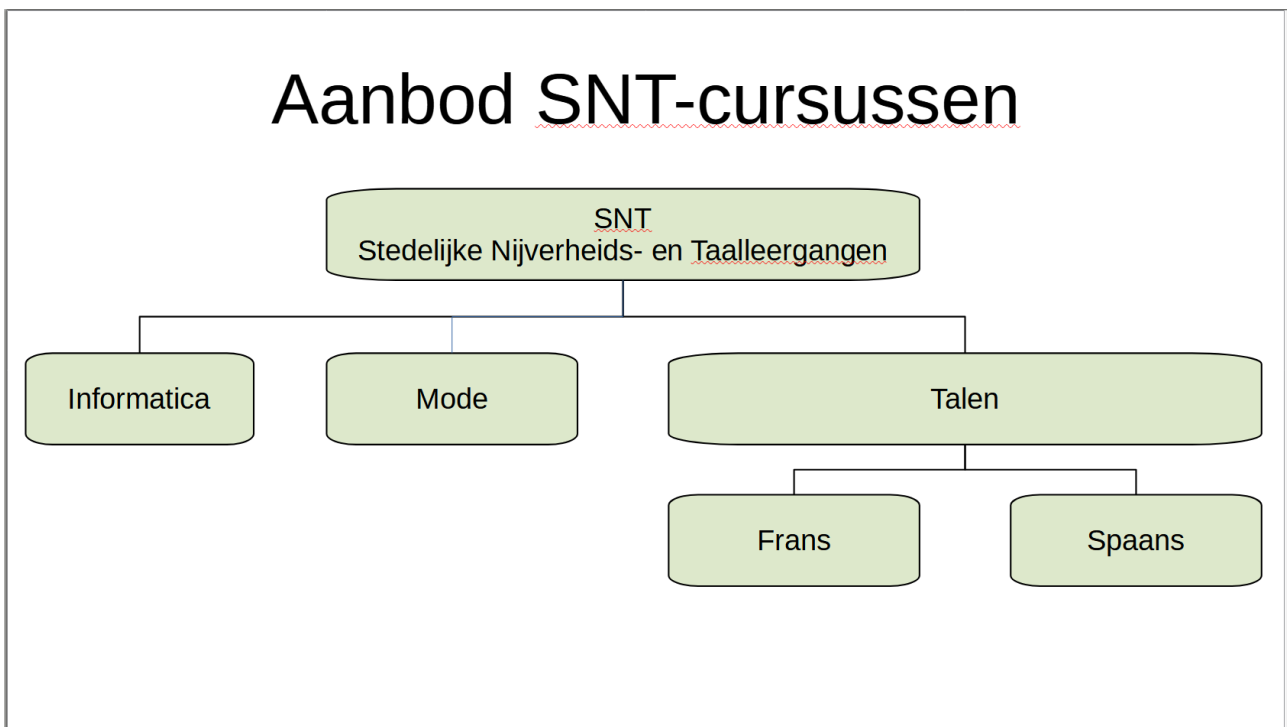 Aanbod SNT-cursussen
SNT
Stedelijke Nijverheids- en Taalleergangen
Informatica
Mode
Talen
Frans
Spaans